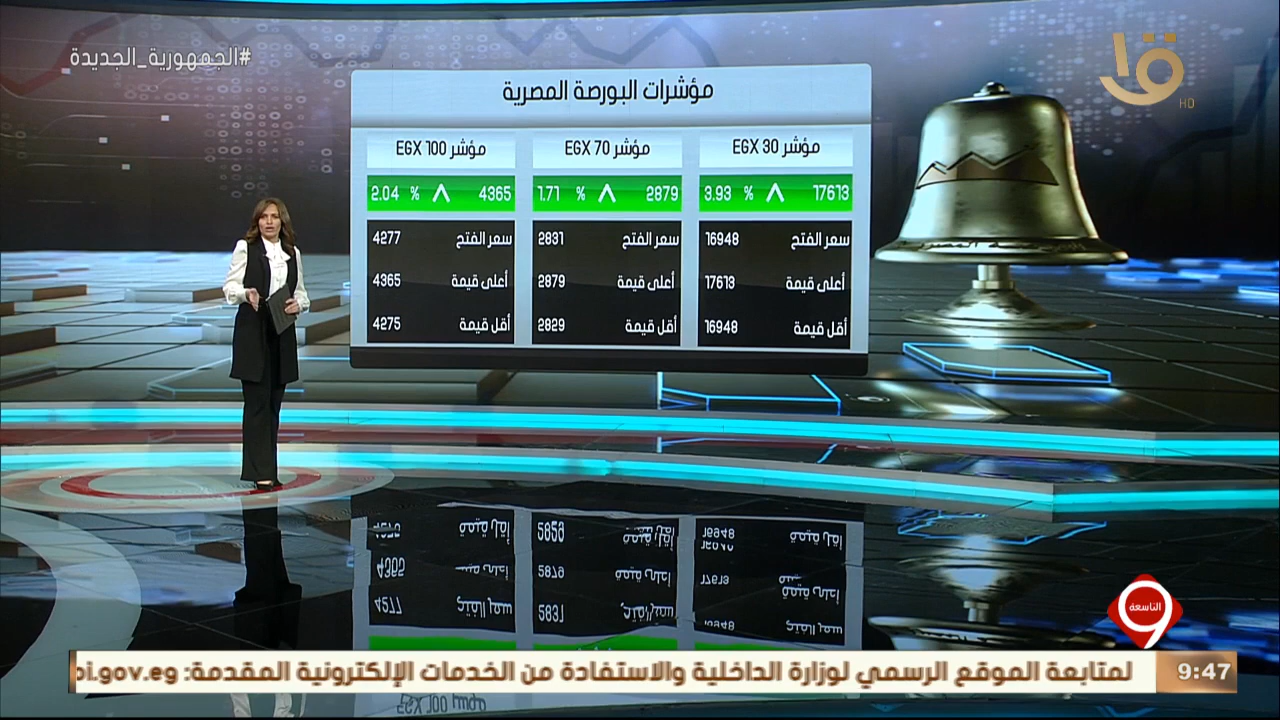 #الجمهورية_الجديدة
HD
مؤشرات البورصة المصرية
مؤشر EGX 30
17613 % 3.93
سعر الفتح 16948
أعلى قيمة 17613
أقل قيمة 16948
مؤشر EGX 70
2879 % 1.71
سعر الفتح 2831
أعلى قيمة 2879
أقل قيمة 2829
مؤشر EGX 100
4365 % 2.04
سعر الفتح 4277
أعلى قيمة 4365
أقل قيمة 4275
التاسعة
9
لمتابعة الموقع الرسمي لوزارة الداخلية والاستفادة من الخدمات الإلكترونية المقدمة: oi.gov.eg
9:47